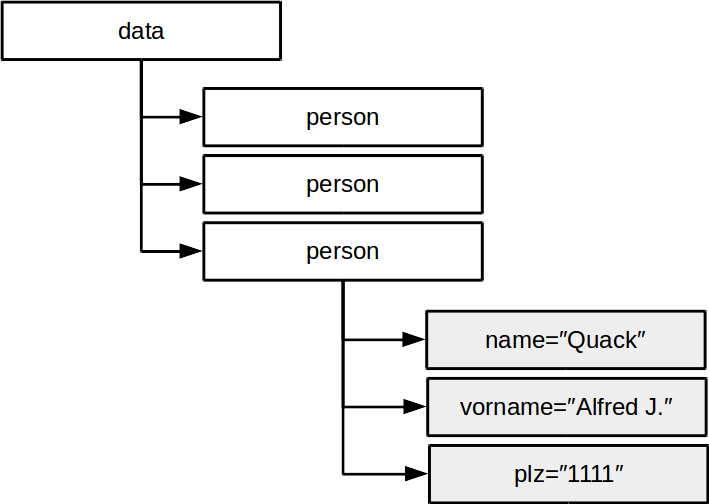 data
person
person
person
name="Quack"
vorname="Alfred J."
plz="1111"